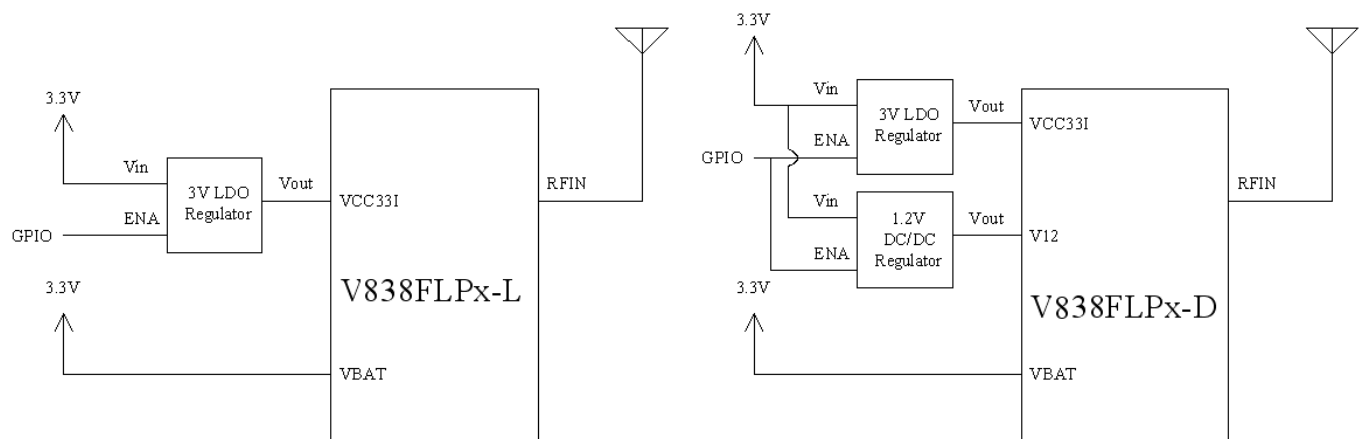 3.3V
Vin
3V LDO
Regulator
Vout
VCC33I
ENA
GPIO
RFIN
3.3V
V838FLPx-L
VBAT
3.3V
Vin
3V LDO
Regulator
Vout
VCC33I
ENA
GPIO
RFIN
Vin
1.2V
DC/DC
Regulator
Vout
V12
ENA
3.3V
V838FLPx-D
VBAT